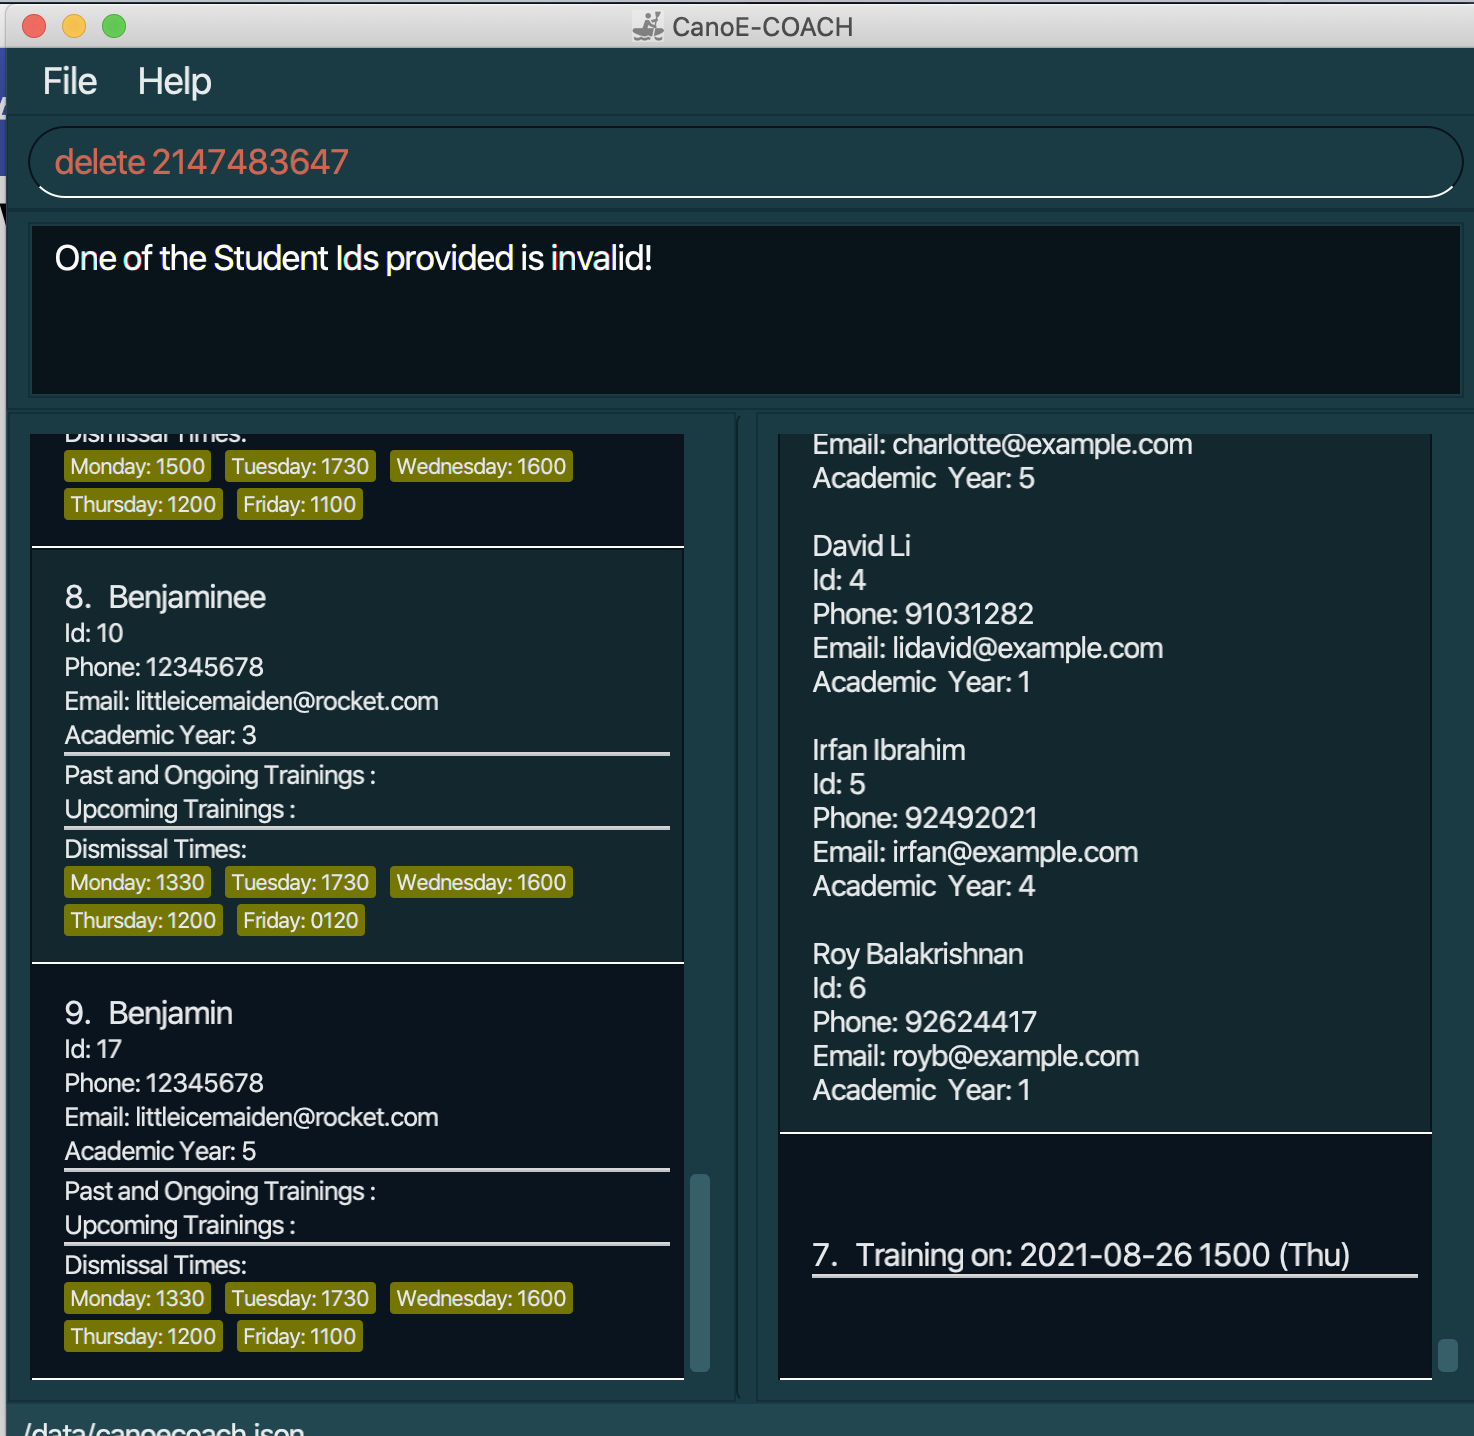 CanoE-COACH
File Help
delete 2147483647
One of the Student Ids provided is invalid!
Dismissal Times:
Monday: 1500 Tuesday: 1730 Wednesday: 1600
Thursday: 1200 Friday: 1100
8. Benjaminee
Id: 10
Phone: 12345678
Email: littleicemaiden@rocket.com
Academic Year: 3
Past and Ongoing Trainings :
Upcoming Trainings :
Dismissal Times:
Monday: 1330 Tuesday: 1730 Wednesday: 1600
Thursday: 1200 Friday: 0120
9. Benjamin
Id: 17
Phone: 12345678
Email: littleicemaiden@rocket.com
Academic Year: 5
Past and Ongoing Trainings :
Upcoming Trainings :
Dismissal Times:
Monday: 1330 Tuesday: 1730 Wednesday: 1600
Thursday: 1200 Friday: 1100
Email: charlotte@example.com
Academic Year: 5
David Li
Id: 4
Phone: 91031282
Email: lidavid@example.com
Academic Year: 1
Irfan Ibrahim
Id: 5
Phone: 92492021
Email: irfan@example.com
Academic Year: 4
Roy Balakrishnan
Id: 6
Phone: 92624417
Email: royb@example.com
Academic Year: 1
7. Training on: 2021-08-26 1500 (Thu)
/data/canoecoach.json